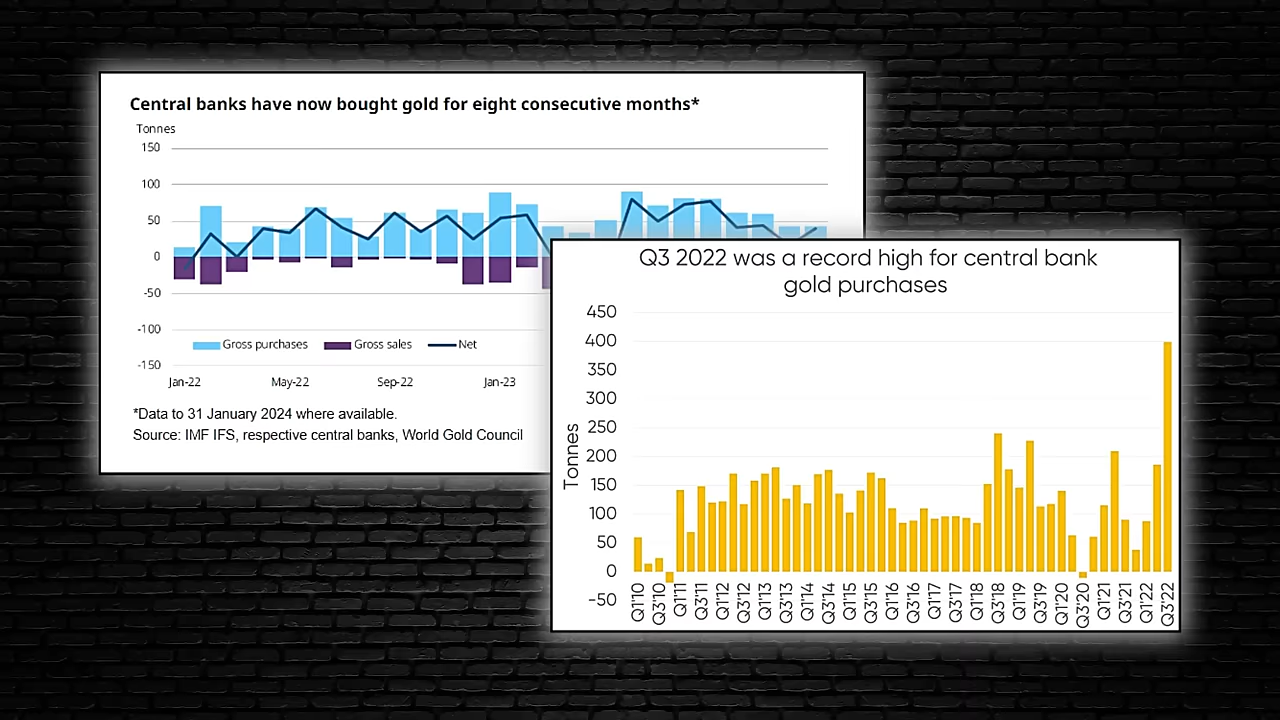 Central banks have now bought gold for eight consecutive months*
Tonnes
150
100
50
0
-50
-100
-150
Gross purchases Gross sales Net
Jan-22 May-22 Sep-22 Jan-23
*Data to 31 January 2024 where available.
Source: IMF IFS, respective central banks, World Gold Council
Q3 2022 was a record high for central bank
gold purchases
Tonnes
450
400
350
300
250
200
150
100
50
0
-50
Q1'10 Q3'10 Q1'11 Q3'11 Q1'12 Q3'12 Q1'13 Q3'13 Q1'14 Q3'14 Q1'15 Q3'15 Q1'16 Q3'16 Q1'17 Q3'17 Q1'18 Q3'18 Q1'19 Q3'19 Q1'20 Q3'20 Q1'21 Q3'21 Q1'22 Q3'22